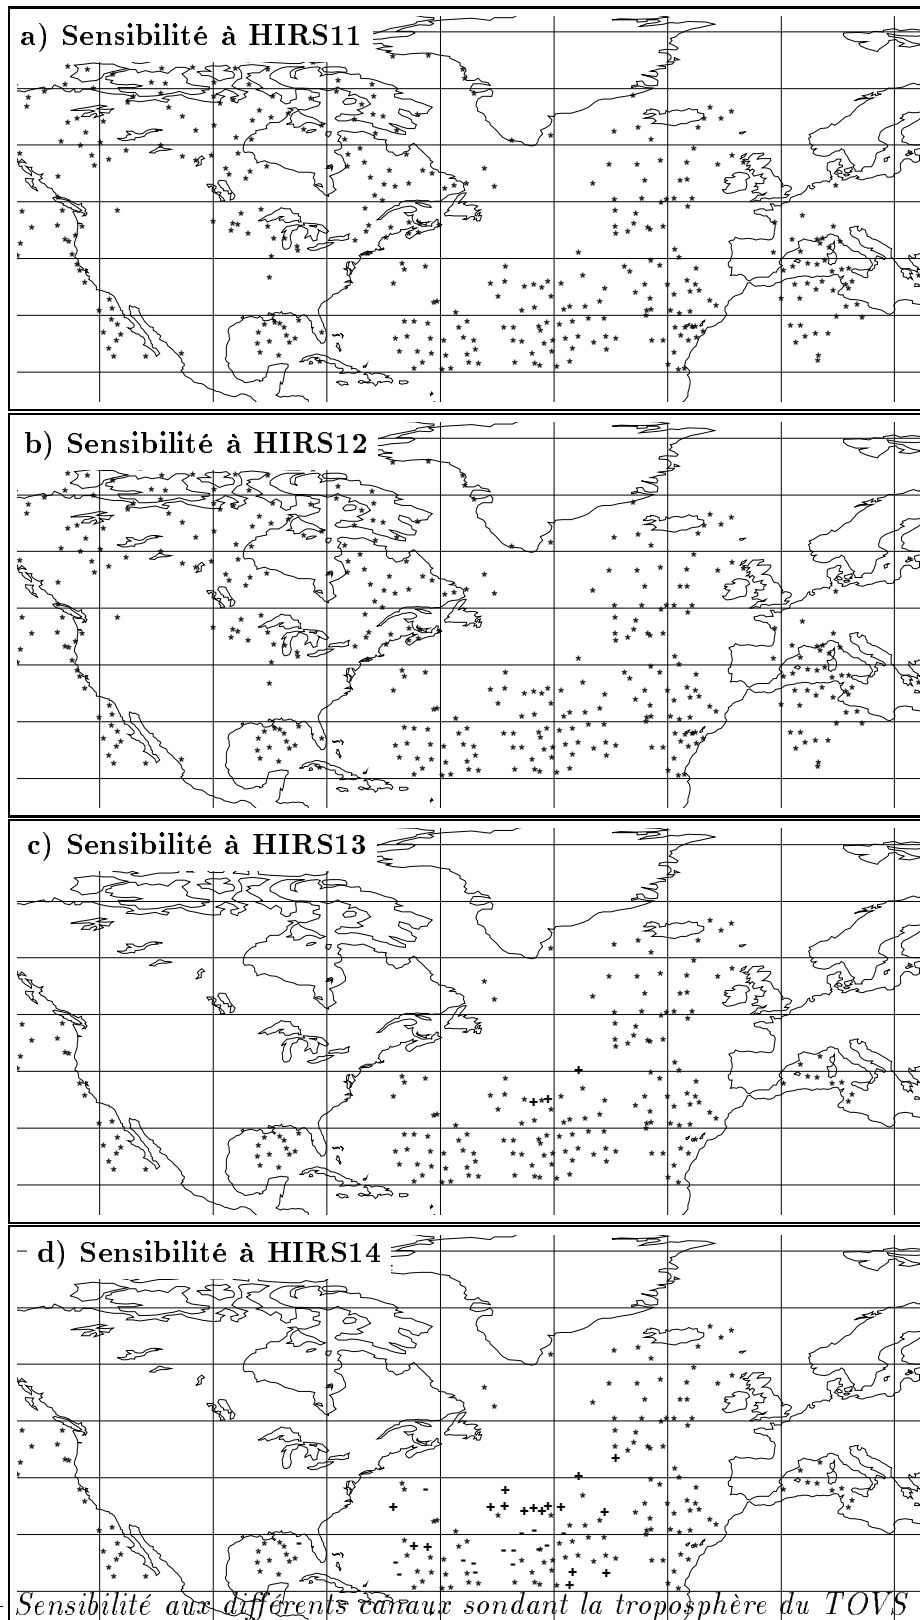 a) Sensibilité à HIRS11
b) Sensibilité à HIRS12
c) Sensibilité à HIRS13
d) Sensibilité à HIRS14
Sensibilité aux différents canaux sondant la troposphère du TOVS